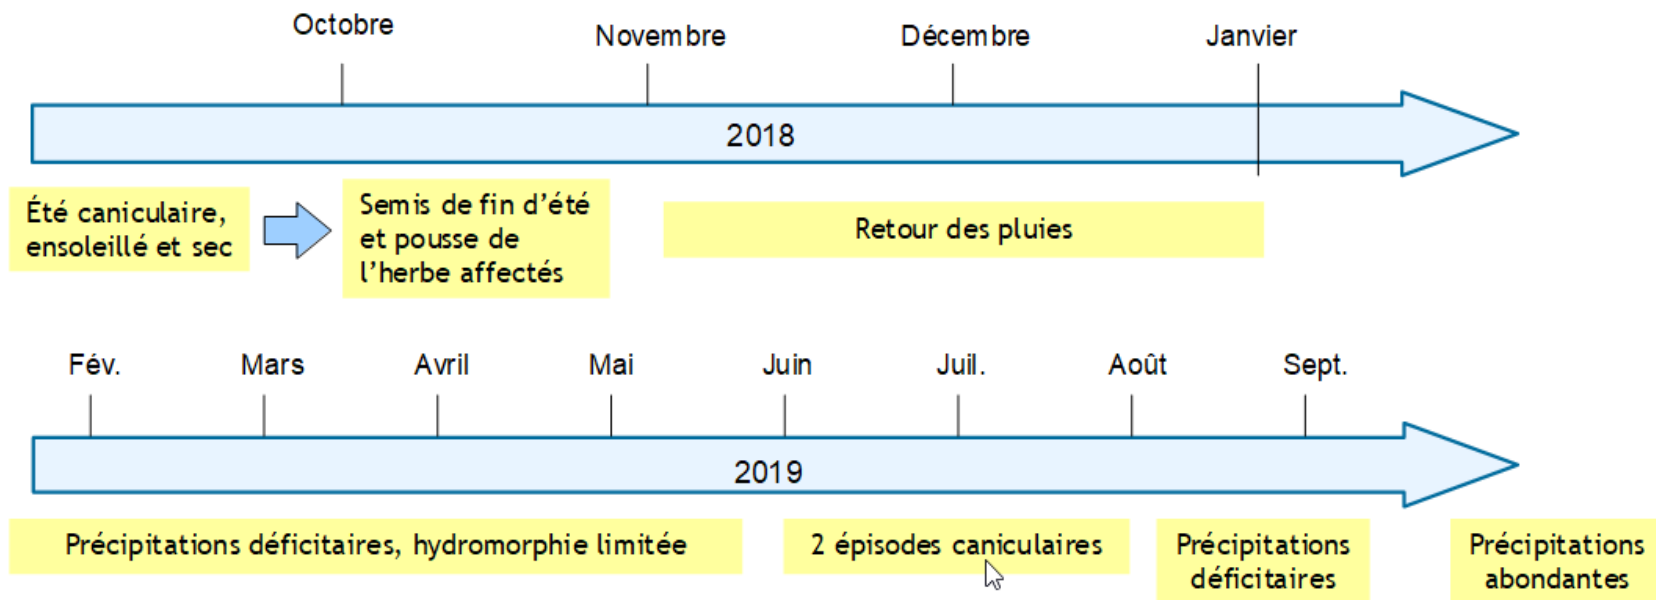 Octobre
Novembre
Décembre
Janvier
2018
Été caniculaire,
ensoleillé et sec
Semis de fin d’été
et pousse de
l’herbe affectés
Retour des pluies
Fév.
Mars
Avril
Mai
Juin
Juil.
Août
Sept.
2019
Précipitations déficitaires, hydromorphie limitée
2 épisodes caniculaires
Précipitations
déficitaires
Précipitations
abondantes